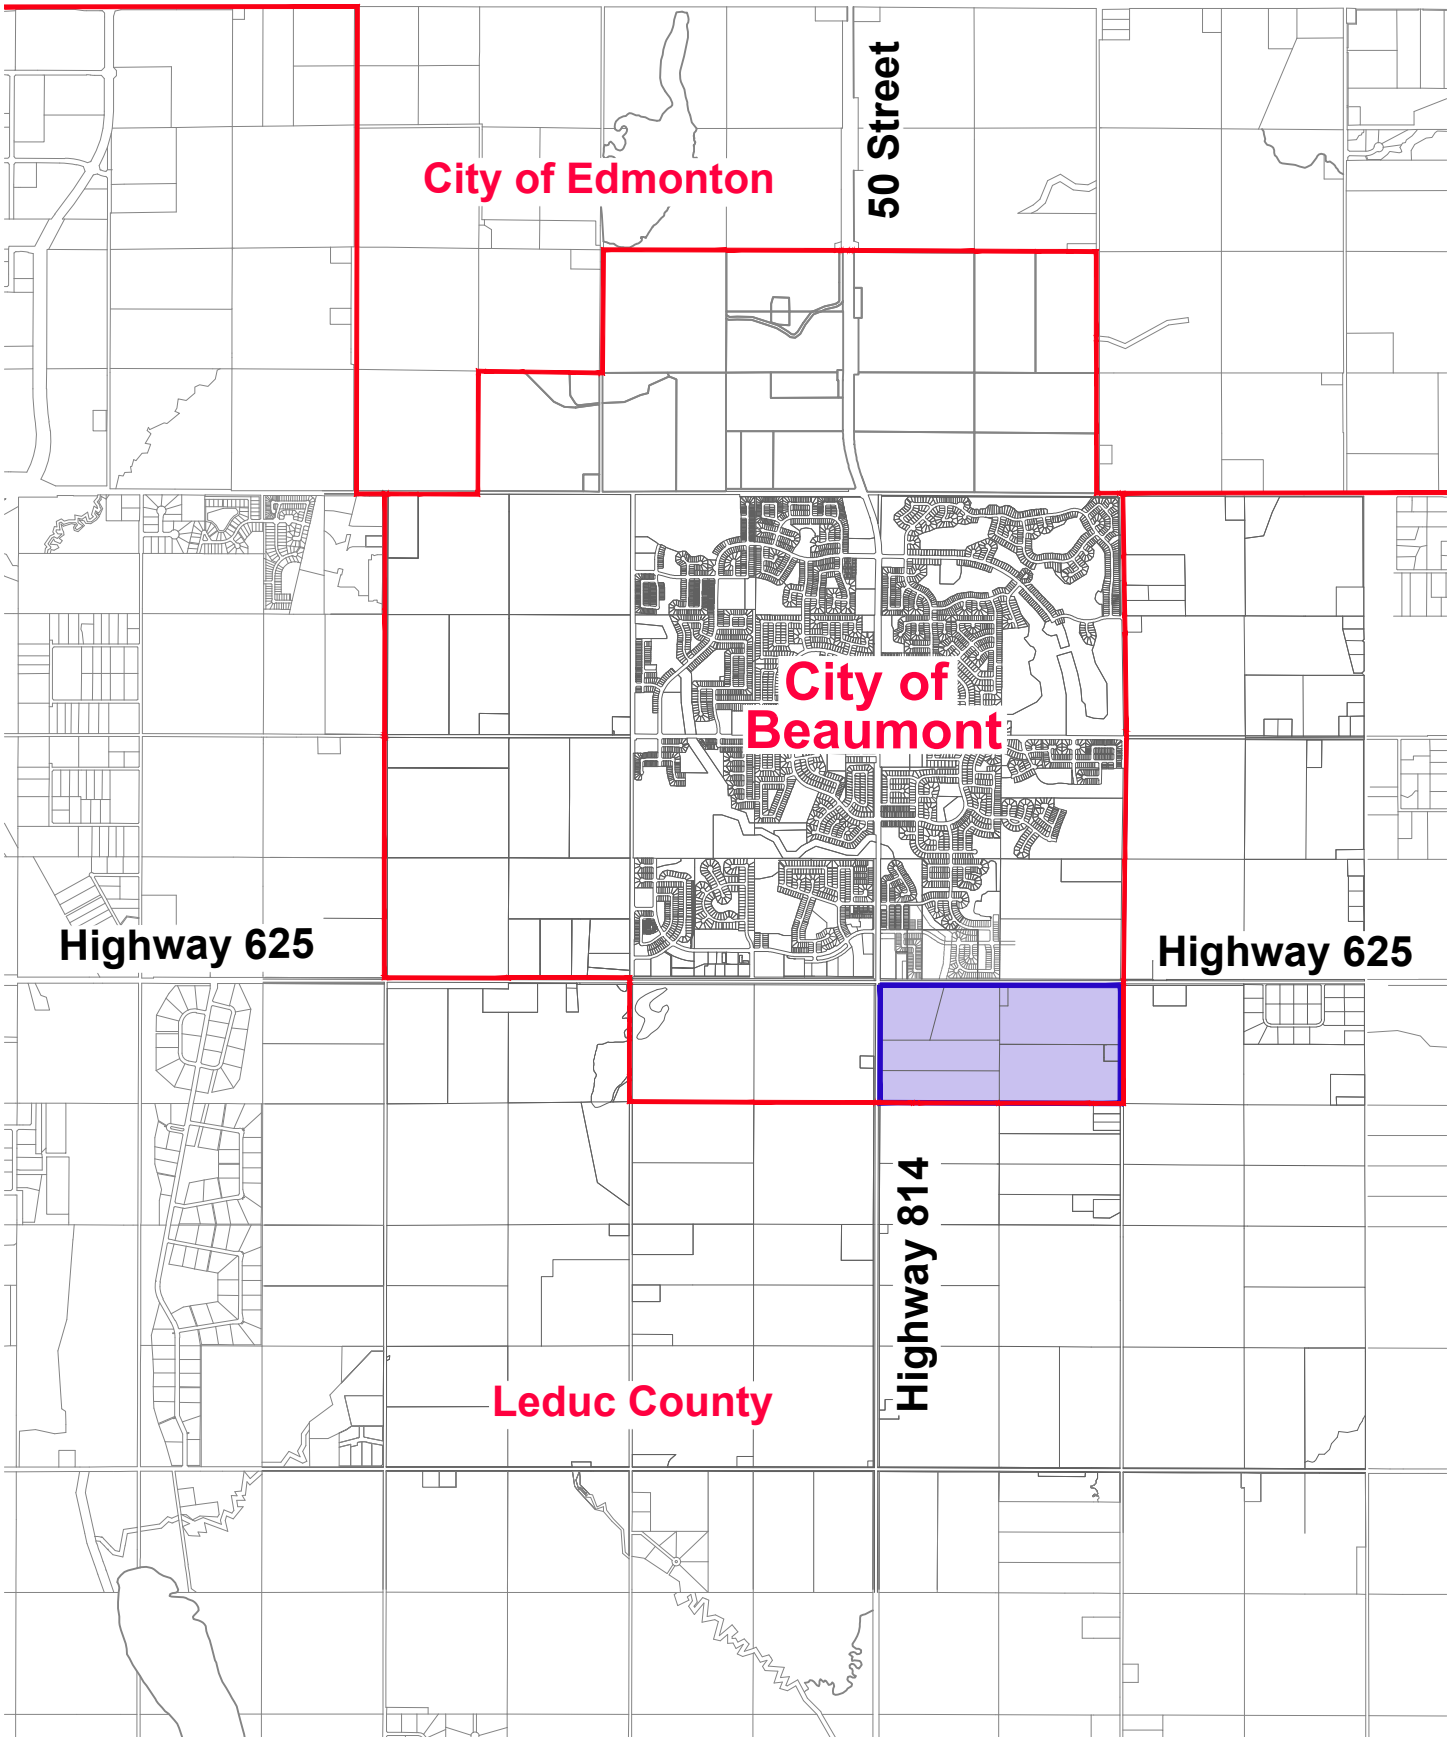 50 Street
City of Edmonton
City of
Beaumont
Highway 625
Highway 625
Highway 814
Leduc County